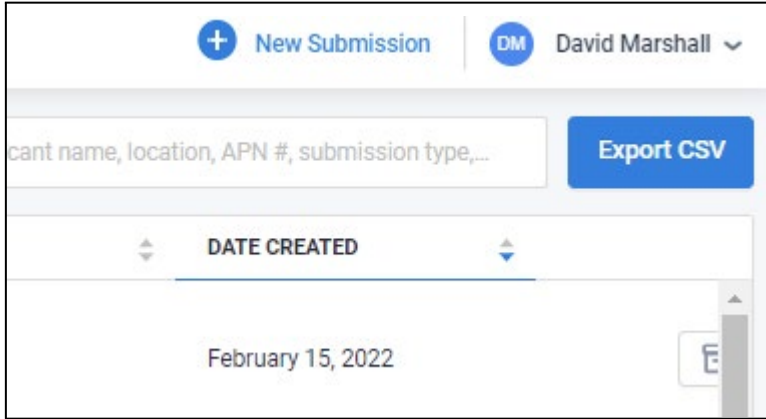 New Submission
DM
David Marshall
cant name, location, APN #, submission type,...
Export CSV
DATE CREATED
February 15, 2022